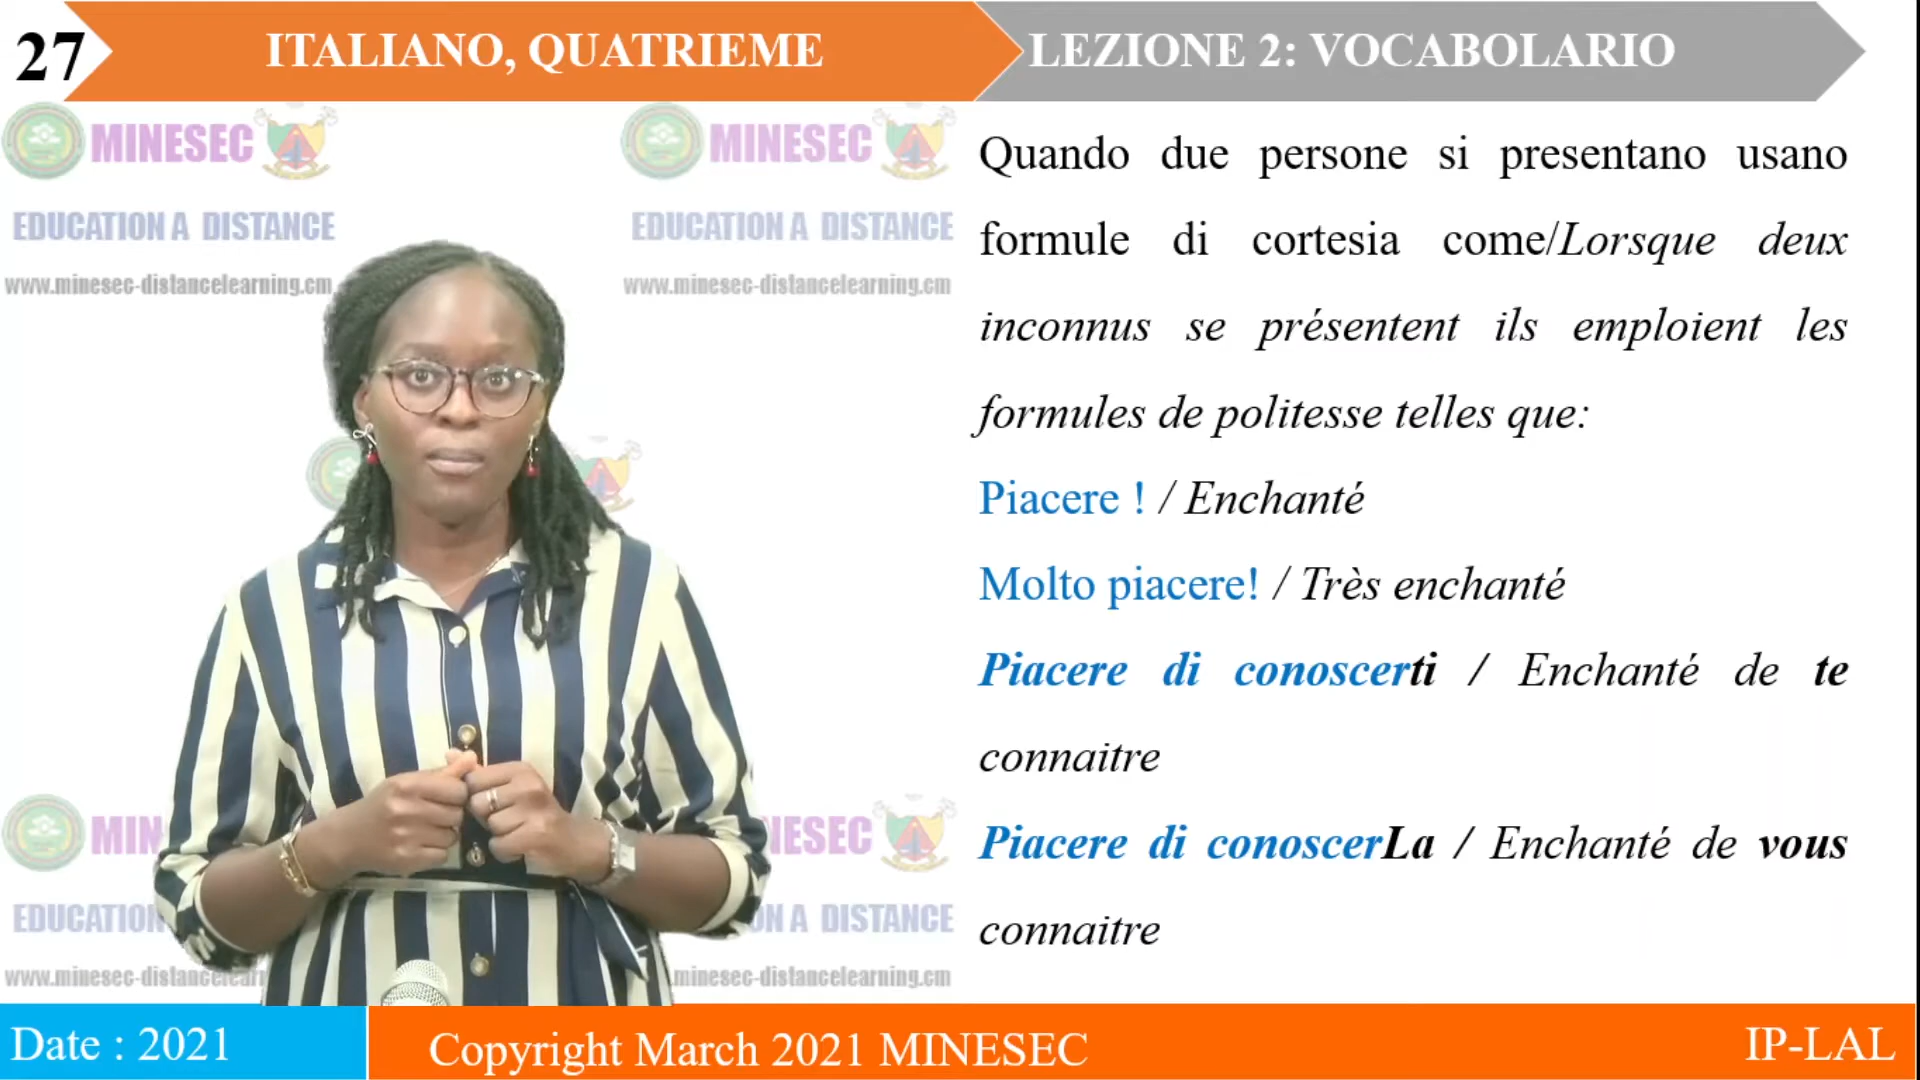 27
ITALIANO, QUATRIEME
LEZIONE 2: VOCABOLARIO
MINESEC
MINESEC
EDUCATION A DISTANCE
EDUCATION A DISTANCE
www.minesec-distancelearning.cm
www.minesec-distancelearning.cm
Quando due persone si presentano usano
formule di cortesia come/Lorsque deux
inconnus se présentent ils emploient les
formules de politesse telles que:
Piacere ! / Enchanté
Molto piacere! / Très enchanté
Piacere di conoscerti / Enchanté de te
connaitre
Piacere di conoscerLa / Enchanté de vous
connaitre
MIN
NESEC
EDUCATION
ON A DISTANCE
www.minesec-distancelearn
.minesec-distancelearning.cm
Date : 2021
Copyright March 2021 MINESEC
IP-LAL